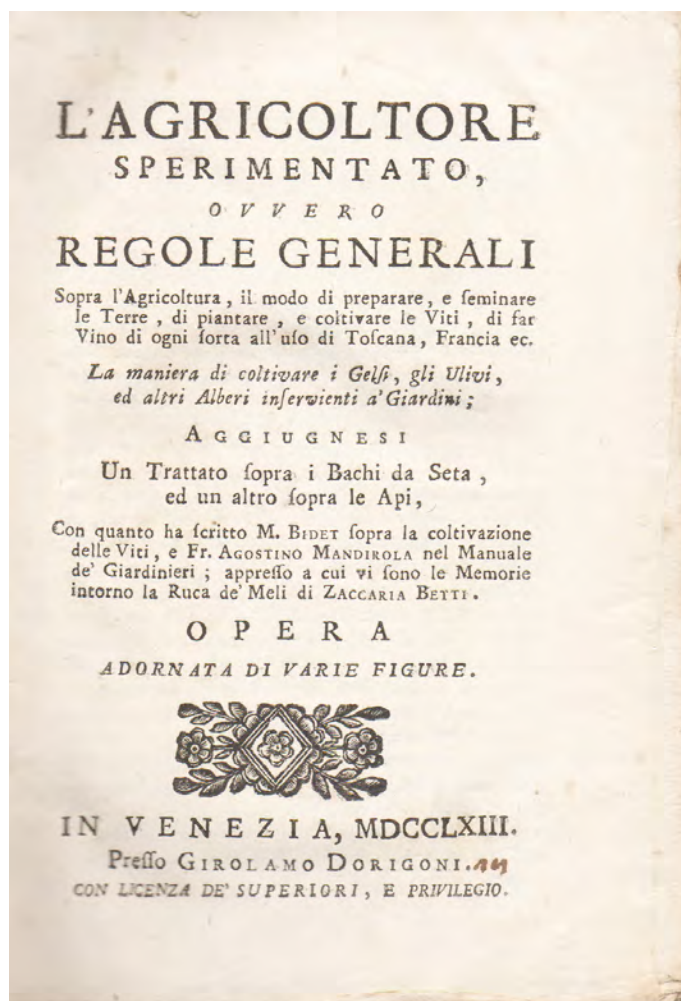 L'AGRICOLTORE
SPERIMENTATO,
OVVERO
REGOLE GENERALI
Sopra l'Agricoltura, il modo di preparare, e ſeminare
le Terre, di piantare, e coltivare le Viti, di far
Vino di ogni ſorta all'uſo di Toſcana, Francia ec.
La maniera di coltivare i Gelſi, gli Ulivi,
ed altri Alberi inſervienti a' Giardini;
AGGIUGNESI
Un Trattato ſopra i Bachi da Seta,
ed un altro ſopra le Api,
Con quanto ha ſcritto M. BIDET ſopra la coltivazione
delle Viti, e Fr. AGOSTINO MANDIROLA nel Manuale
de' Giardinieri; appreſſo a cui vi ſono le Memorie
intorno la Ruca de' Meli di ZACCARIA BETTI.
OPERA
ADORNATA DI VARIE FIGURE.
IN VENEZIA, MDCCLXIII.
Preſſo GIROLAMO DORIGONI.
CON LICENZA DE' SUPERIORI, E PRIVILEGIO.